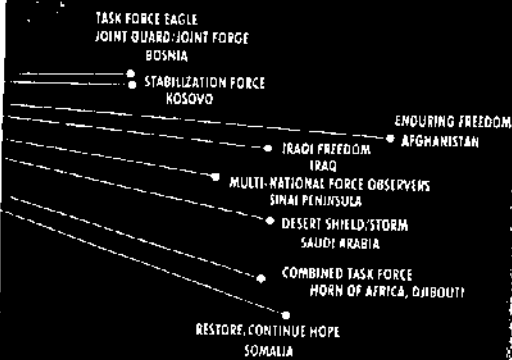 TASK FORCE EAGLE
JOINT GUARD/JOINT FORGE
BOSNIA
STABILIZATION FORCE
KOSOVO
ENDURING FREEDOM
AFGHANISTAN
IRAQI FREEDOM
IRAQ
MULTI-NATIONAL FORCE OBSERVERS
SINAI PENINSULA
DESERT SHIELD/STORM
SAUDI ARABIA
COMBINED TASK FORCE
HORN OF AFRICA, DJIBOUTI
RESTORE, CONTINUE HOPE
SOMALIA